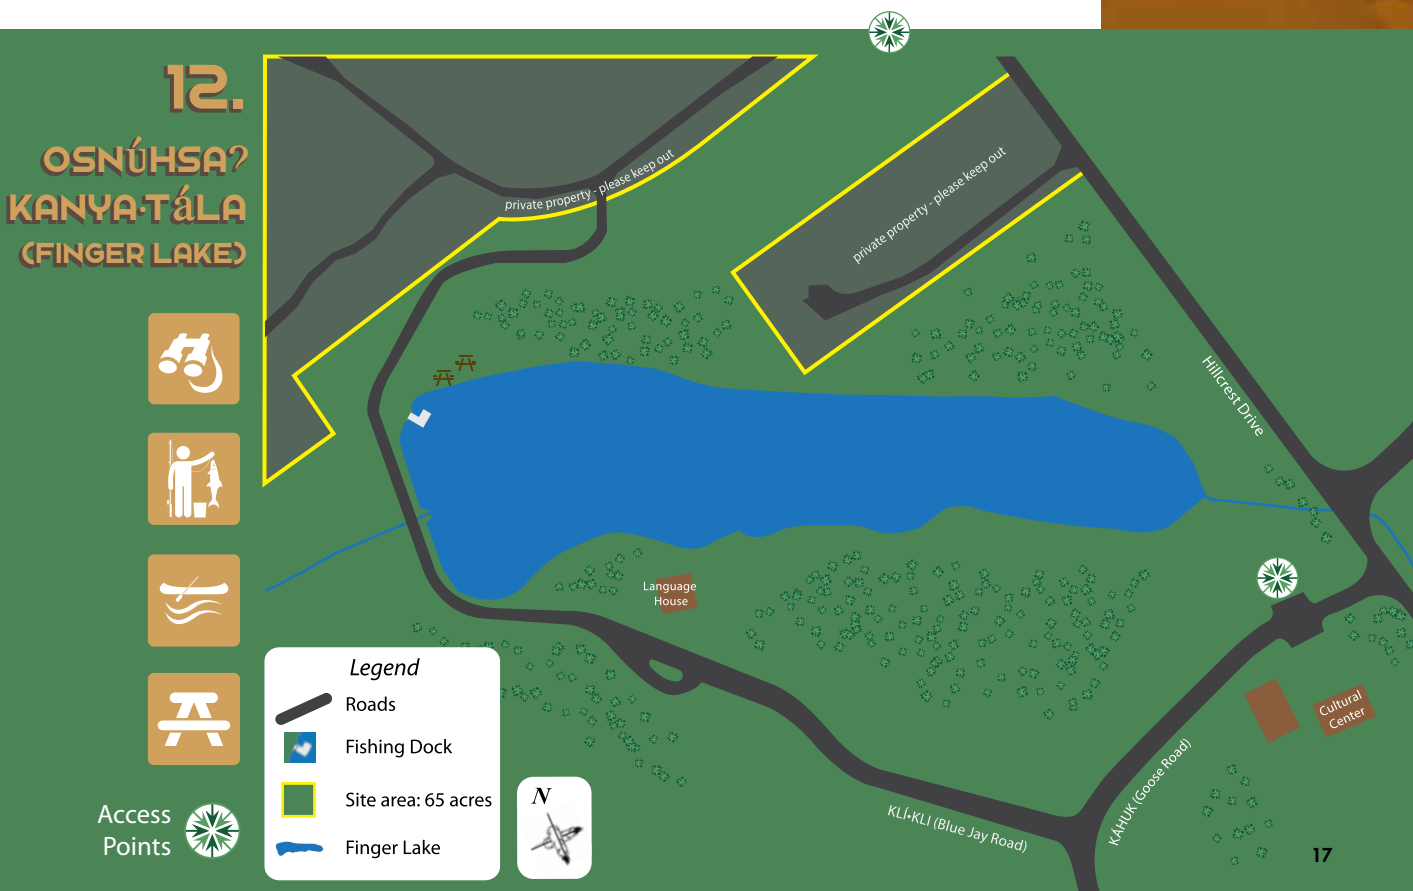 12.
OSNÚHSA?
KANYA·TáLA
(FINGER LAKE)
private property - please keep out
private property - please keep out
Hillcrest Drive
Language
House
Legend
Roads
Fishing Dock
Site area: 65 acres
Finger Lake
N
Access
Points
Cultural
Center
KLÍ•KLI (Blue Jay Road)
KÁHUK (Goose Road)
17